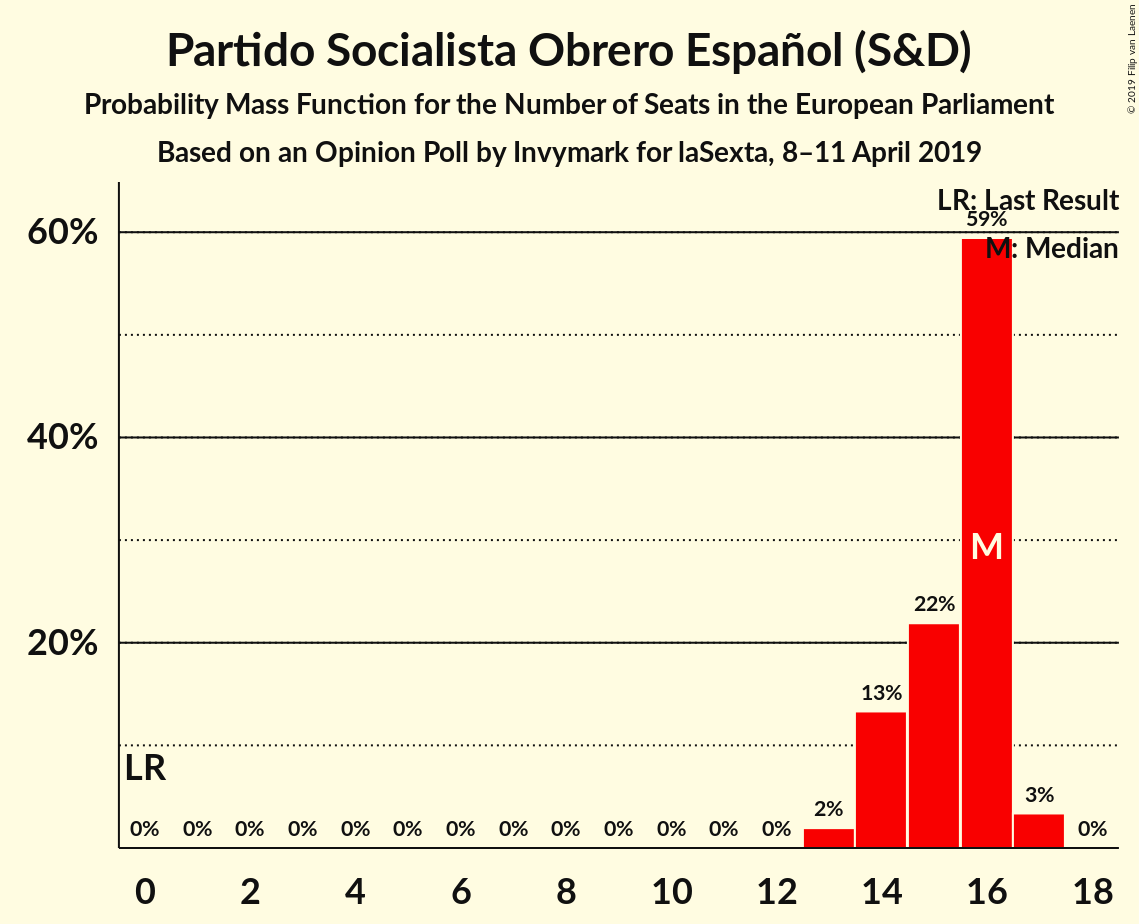 Partido Socialista Obrero Español (S&D)
Probability Mass Function for the Number of Seats in the European Parliament
Based on an Opinion Poll by Invymark for laSexta, 8–11 April 2019
© 2019 Filip van Laenen
LR: Last Result
M: Median
60%
40%
20%
59%
M
22%
13%
LR
0% 0% 0% 0% 0% 0% 0% 0% 0% 0% 0% 0% 0% 2% 3% 0%
0 2 4 6 8 10 12 14 16 18